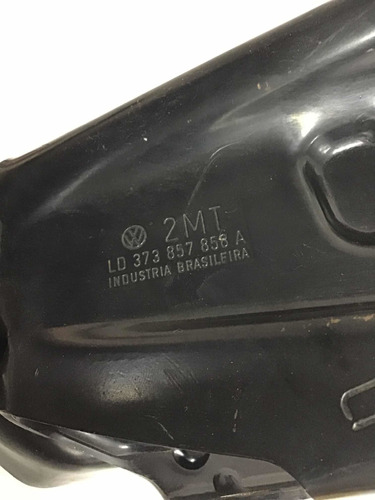 2MT
LD 373 857 858 A
INDUSTRIA BRASILEIRA